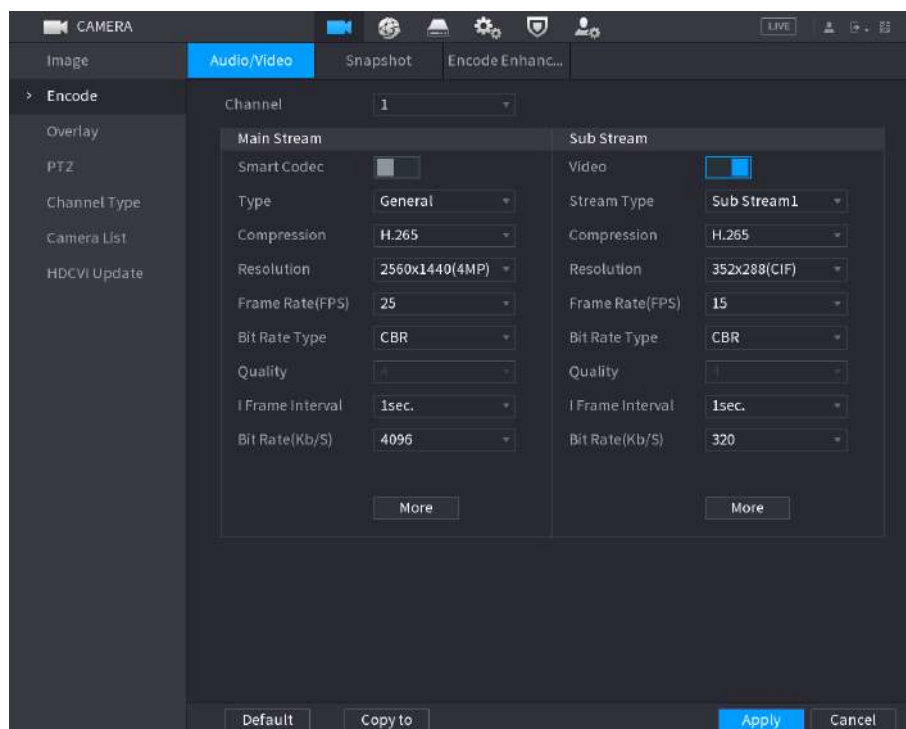 CAMERA
LIVE
Image
Audio/Video Snapshot Encode Enhanc...
> Encode
Channel 1
Overlay
Main Stream Sub Stream
PTZ
Smart Codec Video
Channel Type
Type General Stream Type Sub Stream1
Camera List
Compression H.265 Compression H.265
HDCVI Update
Resolution 2560x1440(4MP) Resolution 352x288(CIF)
Frame Rate(FPS) 25 Frame Rate(FPS) 15
Bit Rate Type CBR Bit Rate Type CBR
Quality 4 Quality 4
I Frame Interval 1sec. I Frame Interval 1sec.
Bit Rate(Kb/S) 4096 Bit Rate(Kb/S) 320
More More
Default Copy to Apply Cancel